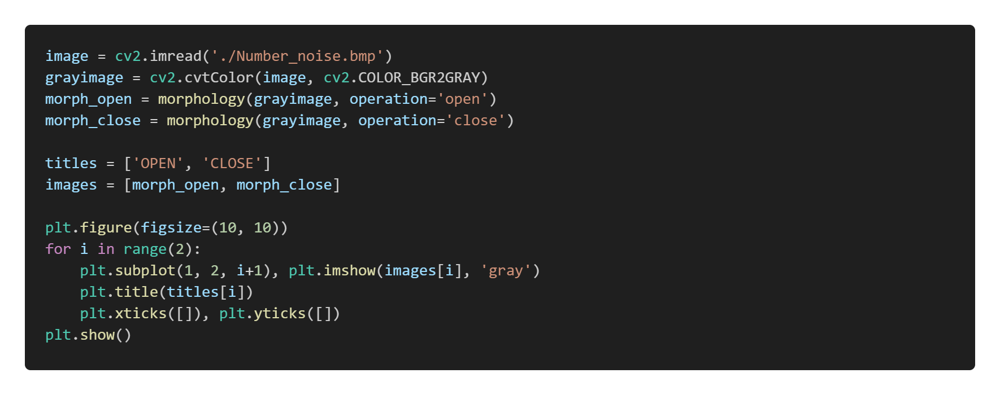 image = cv2.imread('./Number_noise.bmp')
grayimage = cv2.cvtColor(image, cv2.COLOR_BGR2GRAY)
morph_open = morphology(grayimage, operation='open')
morph_close = morphology(grayimage, operation='close')

titles = ['OPEN', 'CLOSE']
images = [morph_open, morph_close]

plt.figure(figsize=(10, 10))
for i in range(2):
    plt.subplot(1, 2, i+1), plt.imshow(images[i], 'gray')
    plt.title(titles[i])
    plt.xticks([]), plt.yticks([])
plt.show()